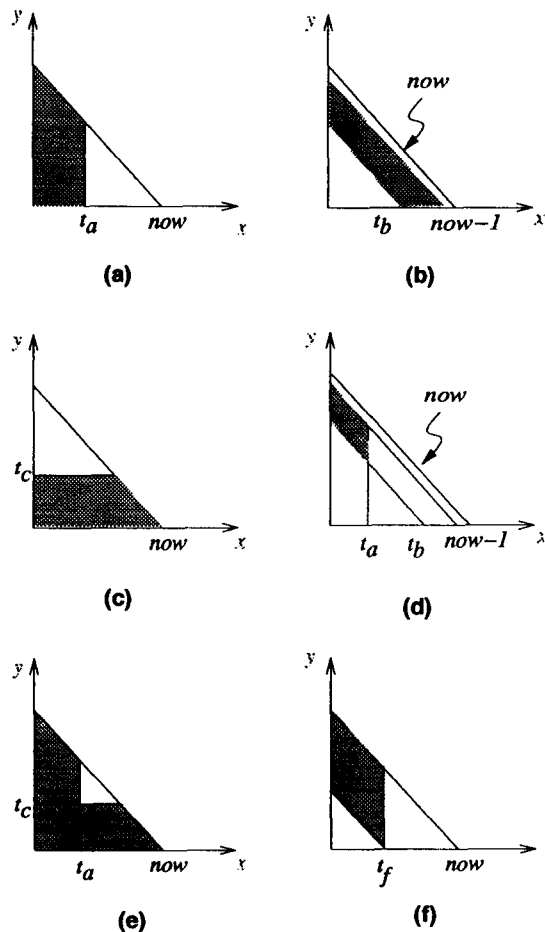 y
y
now
t_a
now
x
t_b
now-1
x
(a)
(b)
y
y
now
t_c
now
x
t_a
t_b
now-1
x
(c)
(d)
y
y
t_c
t_a
now
x
t_f
now
x
(e)
(f)